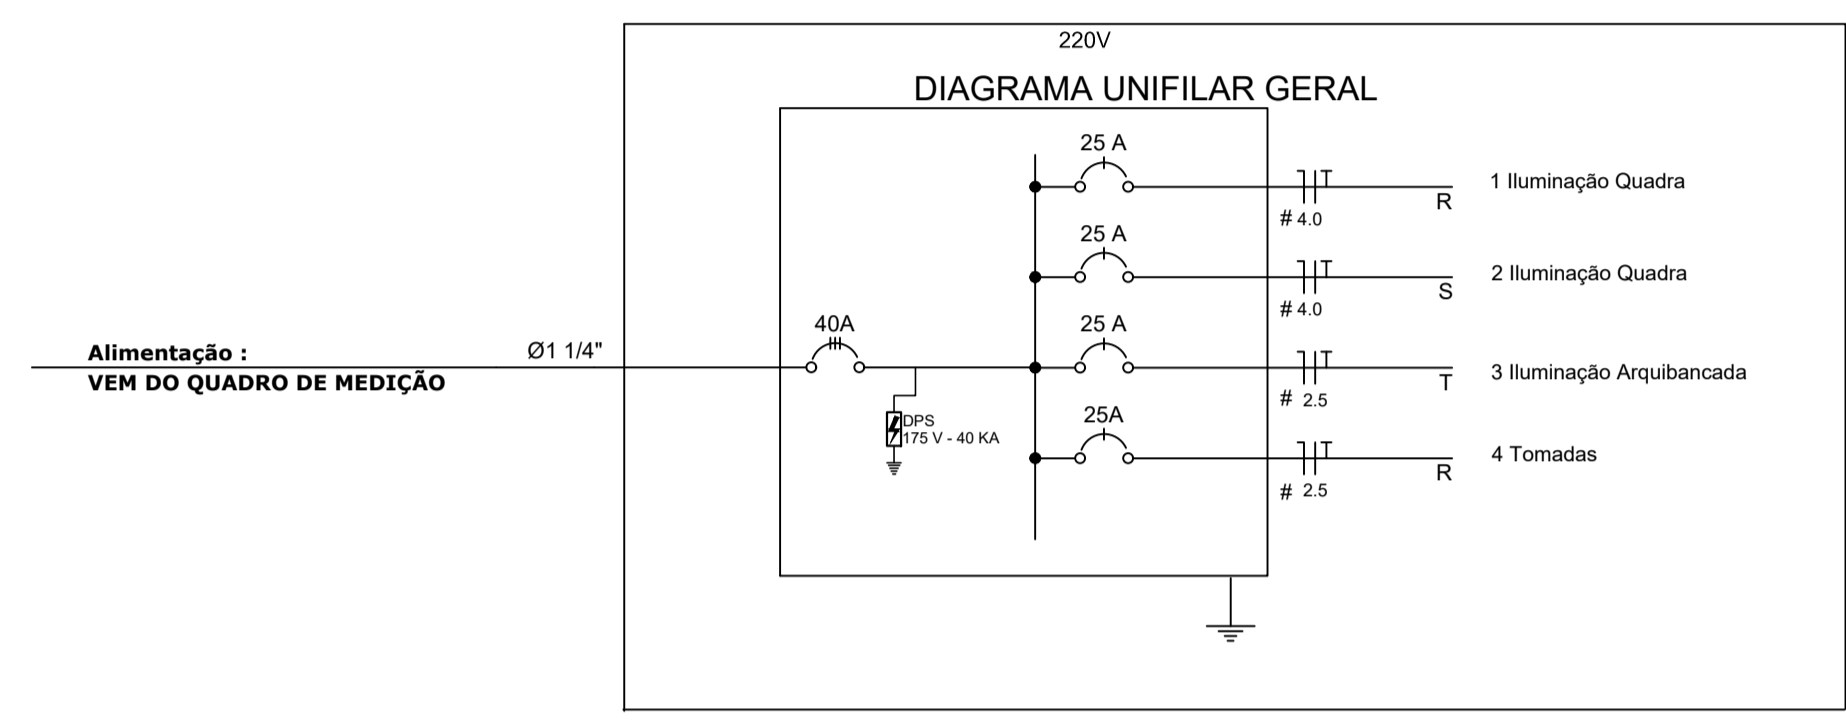 220V
DIAGRAMA UNIFILAR GERAL
25 A
T
# 4.0
R
1 Iluminação Quadra
25 A
T
# 4.0
S
2 Iluminação Quadra
Alimentação :
VEM DO QUADRO DE MEDIÇÃO
Ø1 1/4"
40A
DPS
175 V - 40 KA
25 A
T
# 2.5
T
3 Iluminação Arquibancada
25A
T
# 2.5
R
4 Tomadas